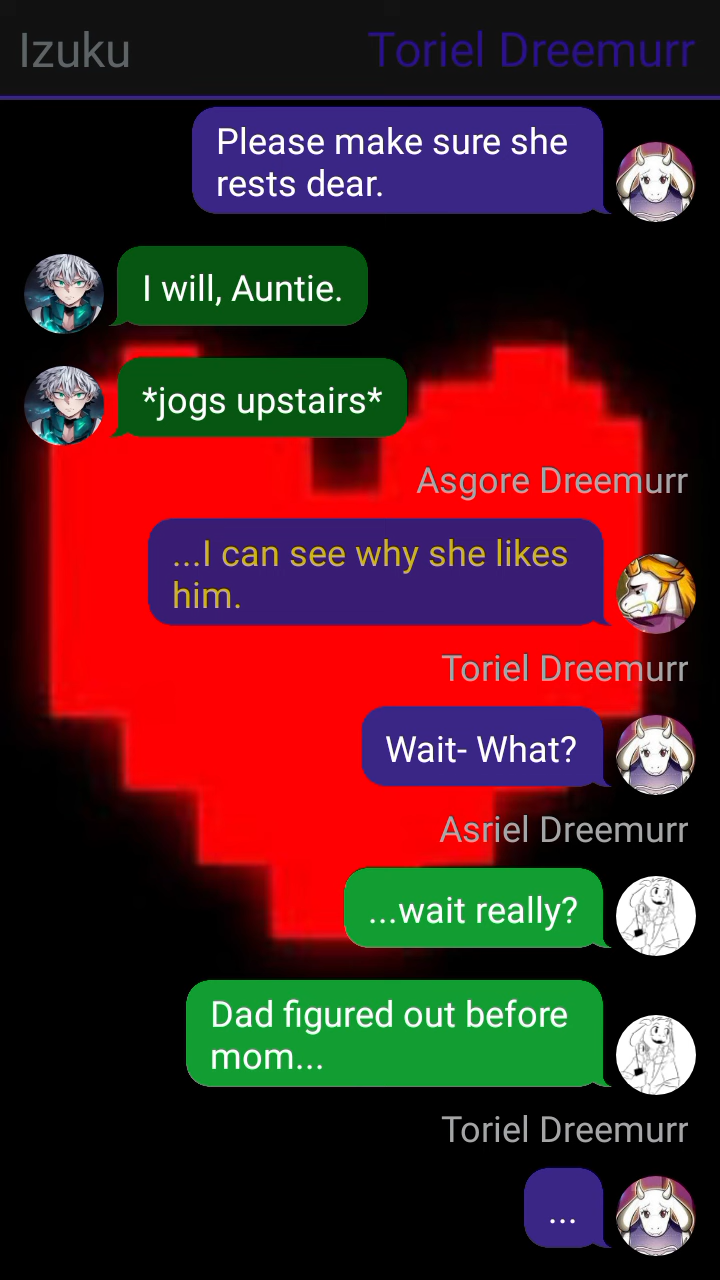 Izuku
Toriel Dreemurr
Please make sure she
rests dear.
I will, Auntie.
*jogs upstairs*
Asgore Dreemurr
...I can see why she likes
him.
Toriel Dreemurr
Wait- What?
Asriel Dreemurr
...wait really?
Dad figured out before
mom...
Toriel Dreemurr
...